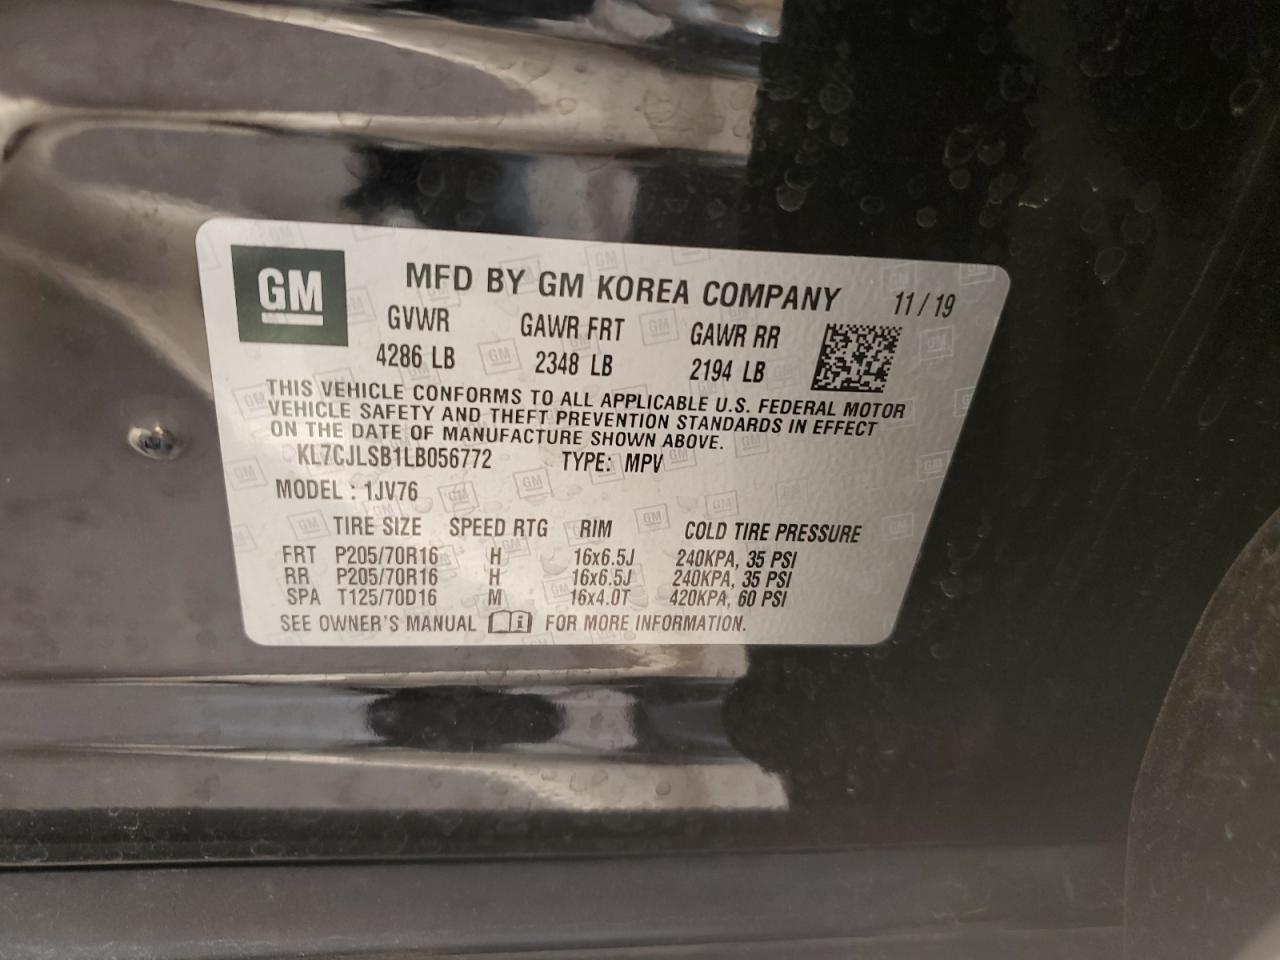 GM
MFD BY GM KOREA COMPANY 11/19
GVWR GAWR FRT GAWR RR
4286 LB 2348 LB 2194 LB
THIS VEHICLE CONFORMS TO ALL APPLICABLE U.S. FEDERAL MOTOR
VEHICLE SAFETY AND THEFT PREVENTION STANDARDS IN EFFECT
ON THE DATE OF MANUFACTURE SHOWN ABOVE.
KL7CJLSB1LB056772 TYPE: MPV
MODEL : 1JV76
TIRE SIZE SPEED RTG RIM COLD TIRE PRESSURE
FRT P205/70R16 H 16x6.5J 240KPA, 35 PSI
RR P205/70R16 H 16x6.5J 240KPA, 35 PSI
SPA T125/70D16 M 16x4.0T 420KPA, 60 PSI
SEE OWNER'S MANUAL FOR MORE INFORMATION.